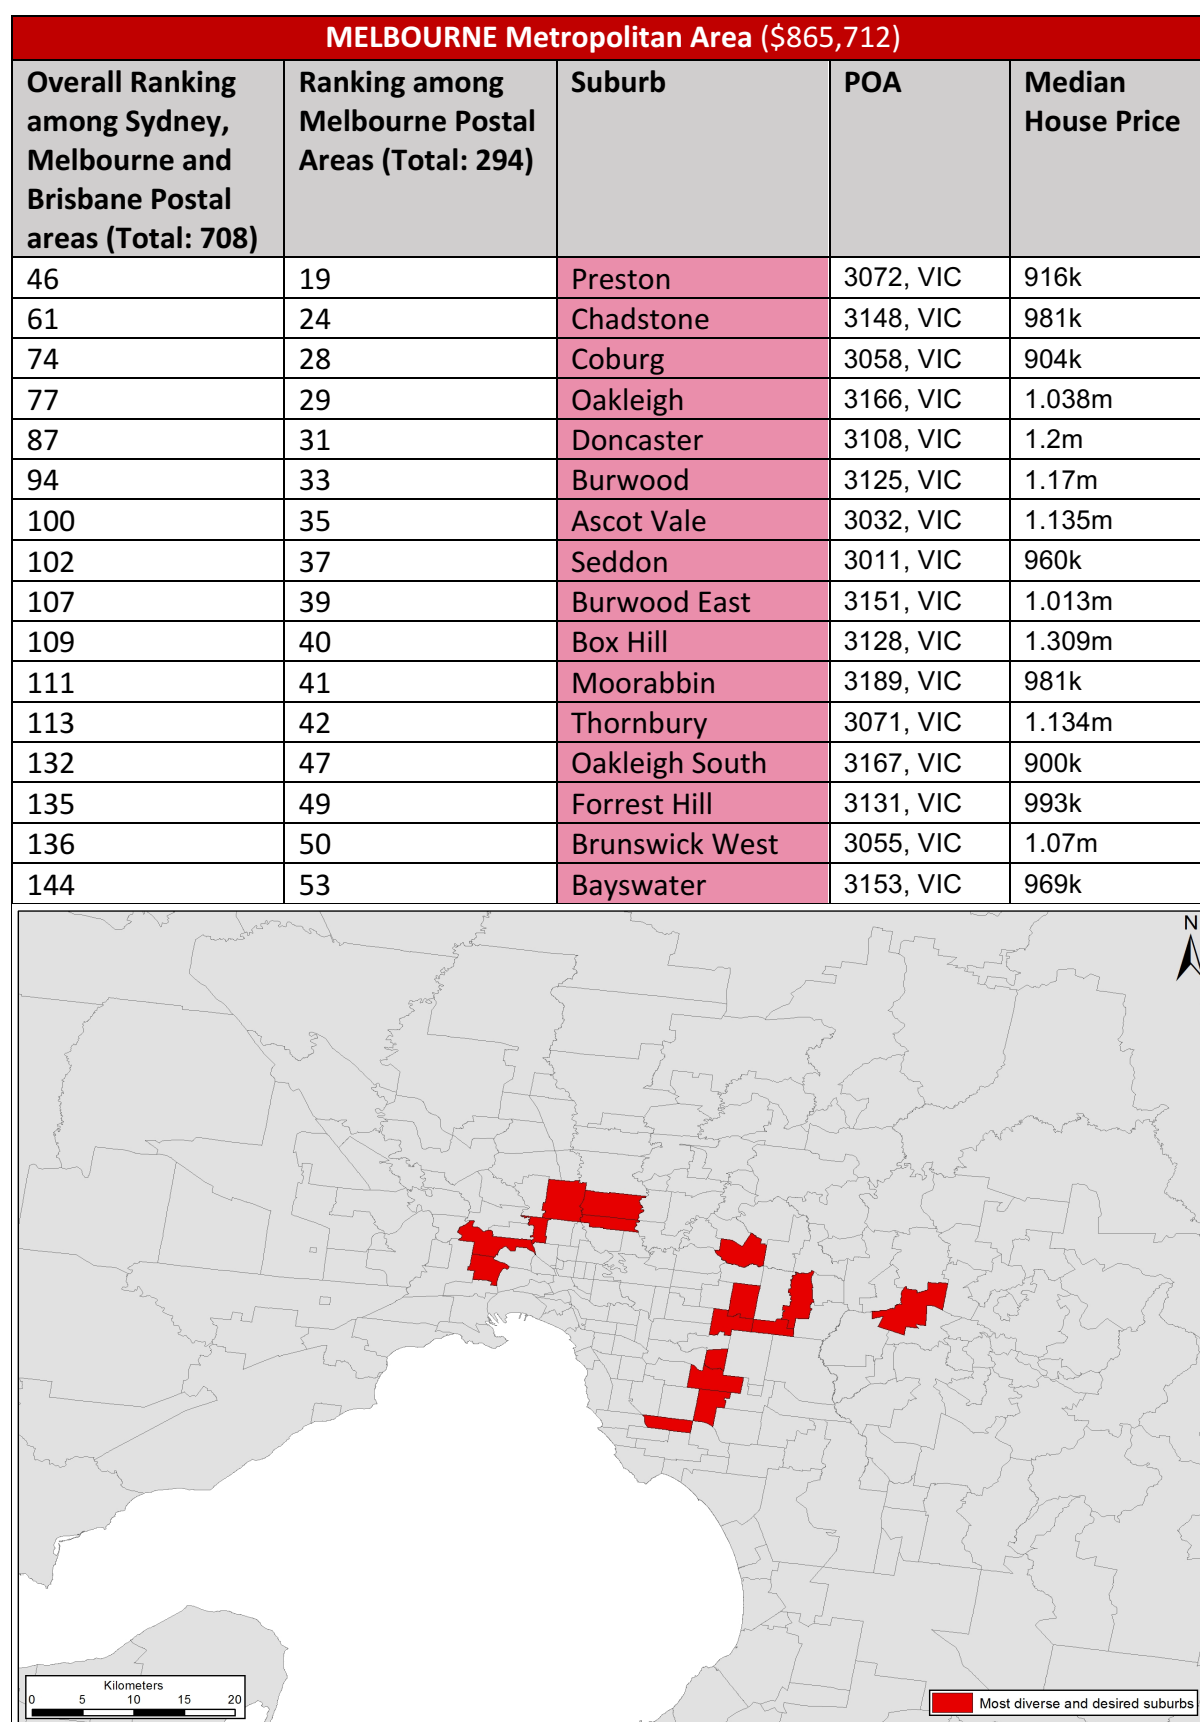 MELBOURNE Metropolitan Area ($865,712)
Overall Ranking among Sydney, Melbourne and Brisbane Postal areas (Total: 708) Ranking among Melbourne Postal Areas (Total: 294) Suburb POA Median House Price
46 19 Preston 3072, VIC 916k
61 24 Chadstone 3148, VIC 981k
74 28 Coburg 3058, VIC 904k
77 29 Oakleigh 3166, VIC 1.038m
87 31 Doncaster 3108, VIC 1.2m
94 33 Burwood 3125, VIC 1.17m
100 35 Ascot Vale 3032, VIC 1.135m
102 37 Seddon 3011, VIC 960k
107 39 Burwood East 3151, VIC 1.013m
109 40 Box Hill 3128, VIC 1.309m
111 41 Moorabbin 3189, VIC 981k
113 42 Thornbury 3071, VIC 1.134m
132 47 Oakleigh South 3167, VIC 900k
135 49 Forrest Hill 3131, VIC 993k
136 50 Brunswick West 3055, VIC 1.07m
144 53 Bayswater 3153, VIC 969k
N
Kilometers
0 5 10 15 20
Most diverse and desired suburbs